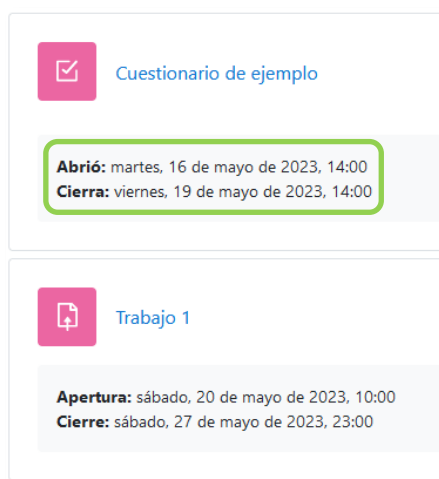 Cuestionario de ejemplo
Abrió: martes, 16 de mayo de 2023, 14:00
Cierra: viernes, 19 de mayo de 2023, 14:00
Trabajo 1
Apertura: sábado, 20 de mayo de 2023, 10:00
Cierre: sábado, 27 de mayo de 2023, 23:00